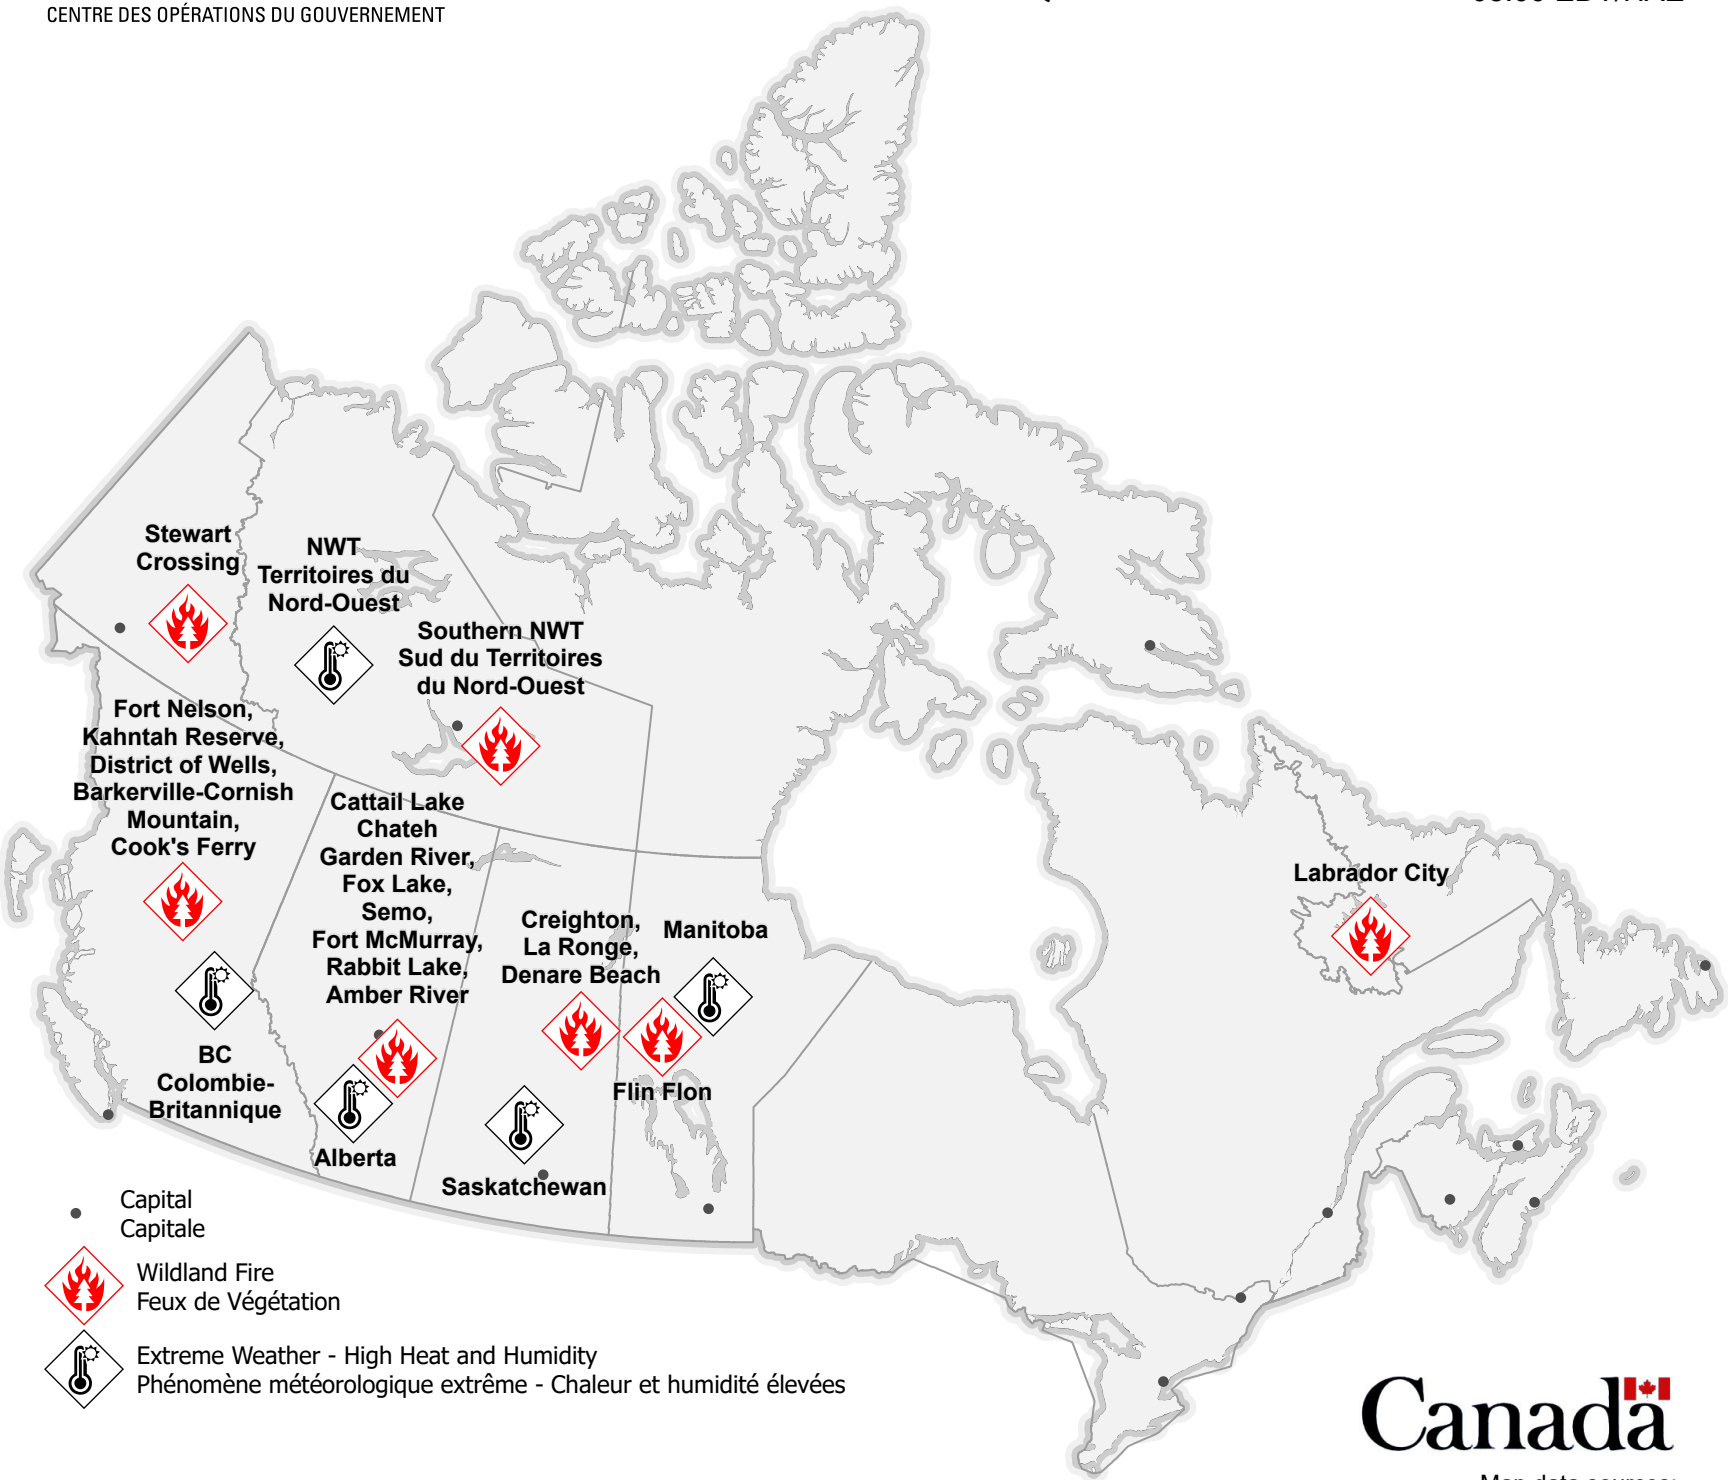 CENTRE DES OPÉRATIONS DU GOUVERNEMENT
Stewart
Crossing
NWT
Territoires du
Nord-Ouest
Southern NWT
Sud du Territoires
du Nord-Ouest
Fort Nelson,
Kahntah Reserve,
District of Wells,
Barkerville-Cornish
Mountain,
Cook's Ferry
Cattail Lake
Chateh
Garden River,
Fox Lake,
Semo,
Fort McMurray,
Rabbit Lake,
Amber River
Creighton,
La Ronge,
Denare Beach
Manitoba
Labrador City
BC
Colombie-
Britannique
Flin Flon
Alberta
Saskatchewan
Capital
Capitale
Wildland Fire
Feux de Végétation
Extreme Weather - High Heat and Humidity
Phénomène météorologique extrême - Chaleur et humidité élevées
Canada
Map data sources: